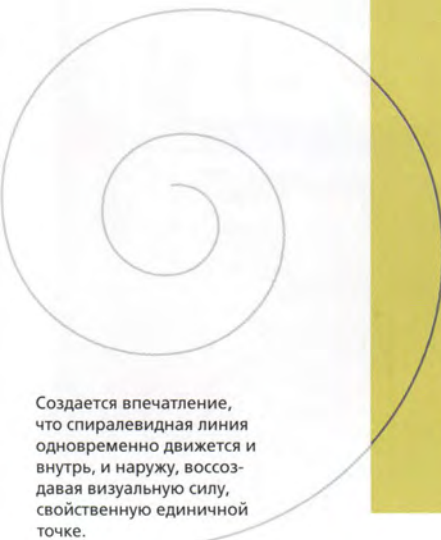 Создается впечатление,
что спиралевидная линия
одновременно движется и
внутрь, и наружу, воссоз-
давая визуальную силу,
свойственную единичной
точке.